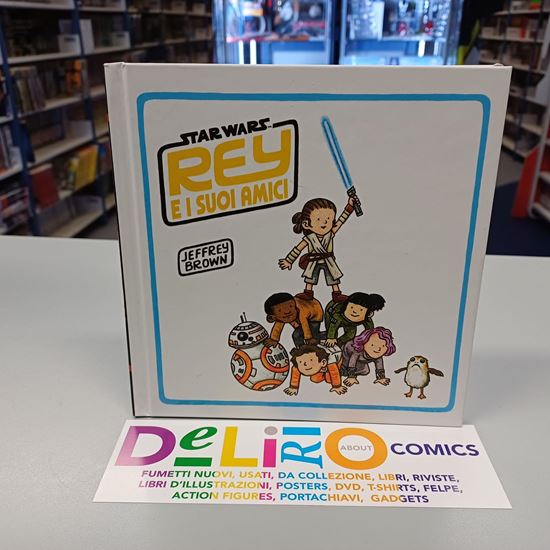 STAR WARS
REY
E I SUOI AMICI
JEFFREY
BROWN
DeLiRiO ABOUT COMICS
FUMETTI NUOVI, USATI, DA COLLEZIONE, LIBRI, RIVISTE,
LIBRI D'ILLUSTRAZIONI, POSTERS, DVD, T-SHIRTS, FELPE,
ACTION FIGURES, PORTACHIAVI, GADGETS